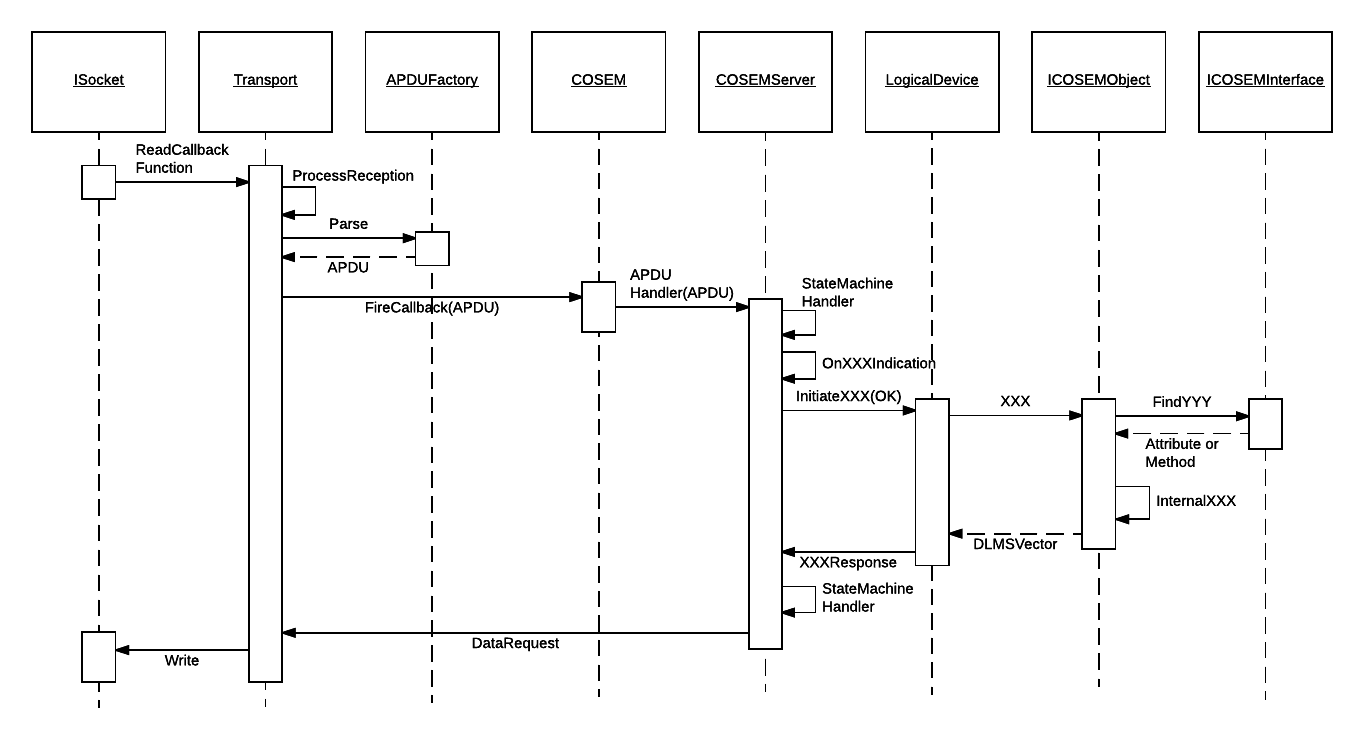 ISocket
Transport
APDUFactory
COSEM
COSEMServer
LogicalDevice
ICOSEMObject
ICOSEMInterface
ReadCallback
Function
ProcessReception
Parse
APDU
FireCallback(APDU)
APDU
Handler(APDU)
StateMachine
Handler
OnXXXIndication
InitiateXXX(OK)
XXX
FindYYY
Attribute or
Method
InternalXXX
DLMSVector
XXXResponse
StateMachine
Handler
DataRequest
Write